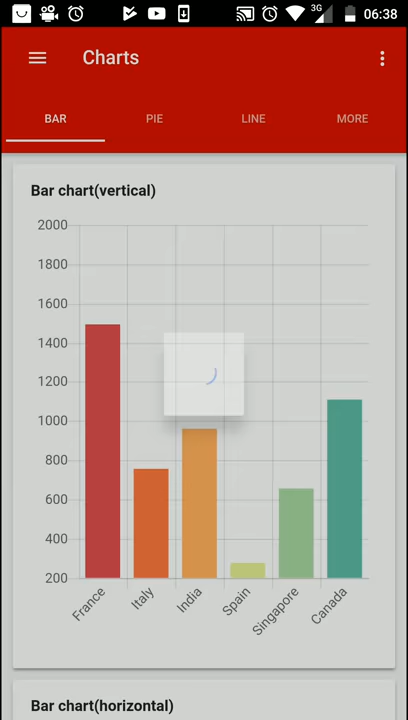 3G
06:38
Charts
BAR PIE LINE MORE
Bar chart(vertical)
2000
1800
1600
1400
1200
1000
800
600
400
200
France Italy India Spain Singapore Canada
Bar chart(horizontal)